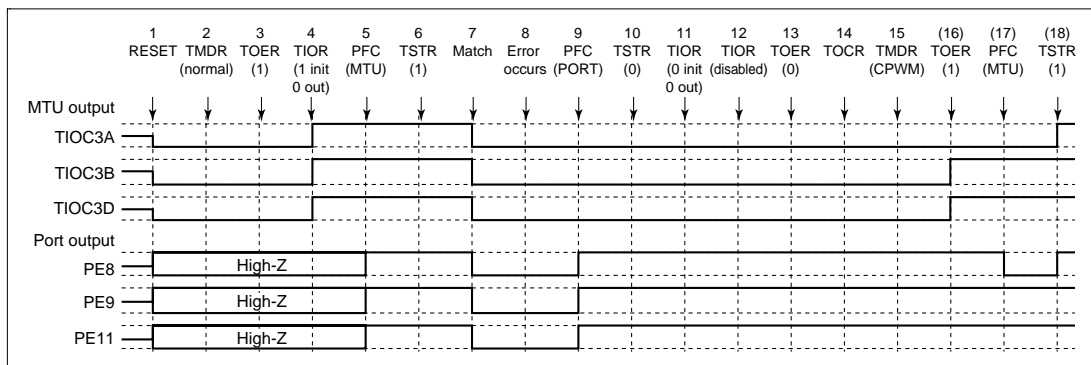 1 2 3 4 5 6 7 8 9 10 11 12 13 14 15 (16) (17) (18)
RESET TMDR TOER TIOR PFC TSTR Match Error PFC TSTR TIOR TIOR TOER TOCR TMDR TOER PFC TSTR
(normal) (1) (1 init (MTU) (1) occurs (PORT) (0) (0 init (disabled) (0) (CPWM) (1) (MTU) (1)
0 out) 0 out)
MTU output
TIOC3A
TIOC3B
TIOC3D
Port output
PE8 High-Z
PE9 High-Z
PE11 High-Z